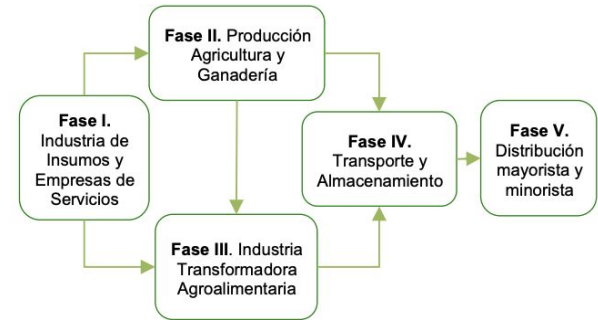 Fase I.
Industria de
Insumos y
Empresas de
Servicios
Fase II. Producción
Agricultura y
Ganadería
Fase III. Industria
Transformadora
Agroalimentaria
Fase IV.
Transporte y
Almacenamiento
Fase V.
Distribución
mayorista y
minorista